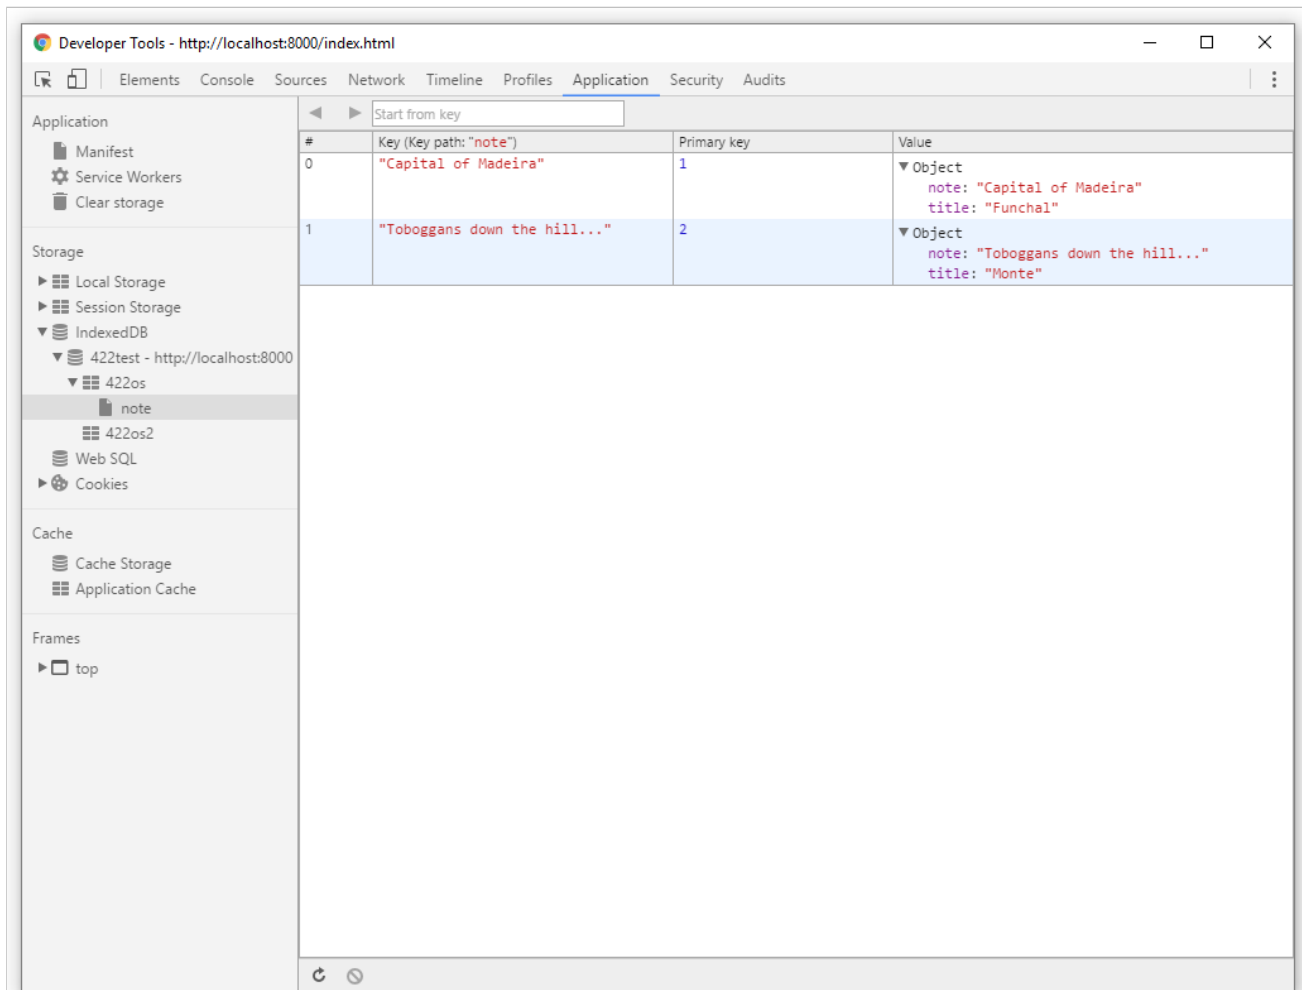 Developer Tools - http://localhost:8000/index.html
Elements Console Sources Network Timeline Profiles Application Security Audits
Application
Manifest
Service Workers
Clear storage
Storage
Local Storage
Session Storage
IndexedDB
422test - http://localhost:8000
422os
note
422os2
Web SQL
Cookies
Cache
Cache Storage
Application Cache
Frames
top
Start from key
# Key (Key path: "note") Primary key Value
0 "Capital of Madeira" 1 Object
note: "Capital of Madeira"
title: "Funchal"
1 "Toboggans down the hill..." 2 Object
note: "Toboggans down the hill..."
title: "Monte"